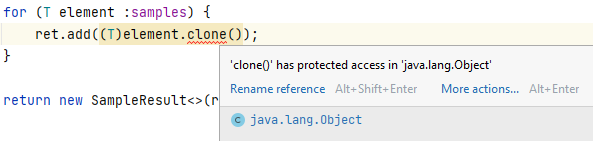 for (T element :samples) {
ret.add((T)element.clone());
}
'clone()' has protected access in 'java.lang.Object'
Rename reference Alt+Shift+Enter More actions... Alt+Enter
return new SampleResult<>(r
C java.lang.Object